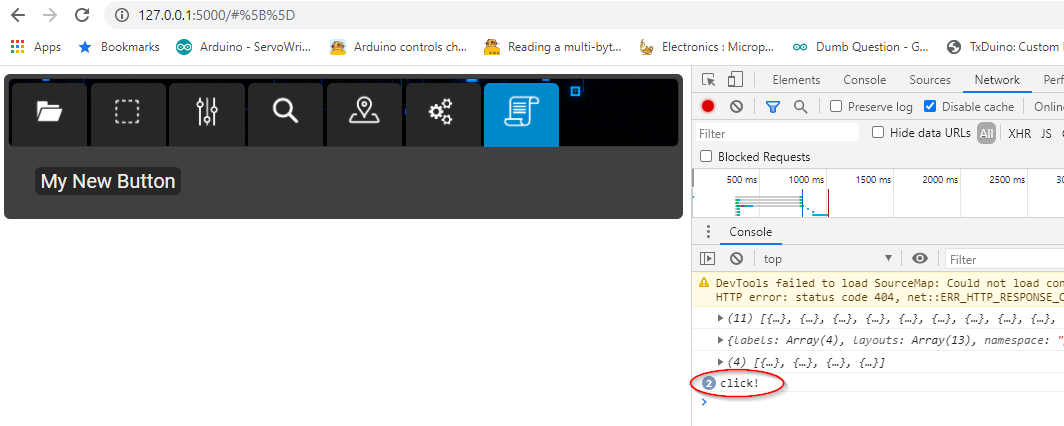 127.0.0.1:5000/#%5B%5D
Apps Bookmarks Arduino - ServoWri... Arduino controls ch... Reading a multi-byt... Electronics : Microp... Dumb Question - G... TxDuino: Custom
Elements Console Sources Network Perf
Preserve log Disable cache Online
Filter Hide data URLs All XHR JS
Blocked Requests
500 ms 1000 ms 1500 ms 2000 ms 2500 ms
My New Button
Console
top Filter
DevTools failed to load SourceMap: Could not load con
HTTP error: status code 404, net::ERR_HTTP_RESPONSE_C
(11) [{…}, {…}, {…}, {…}, {…}, {…}, {…}, {…}, {…},
{labels: Array(4), layouts: Array(13), namespace: "
(4) [{…}, {…}, {…}, {…}]
2 click!